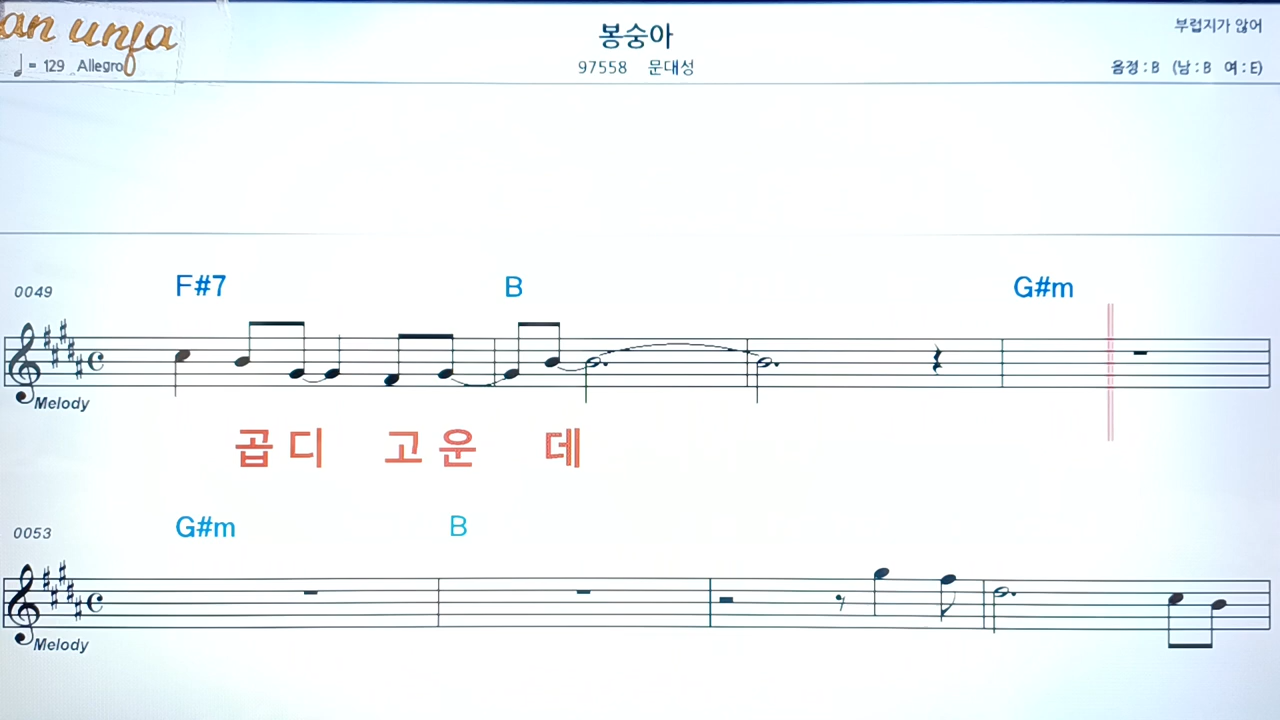 an unja
봉숭아
부럽지가 않어
♩= 129 Allegro
97558 문대성
음정 : B (남 : B 여 : E)
F#7 B G#m
0049
Melody
곱디 고운 데
G#m B
0053
Melody